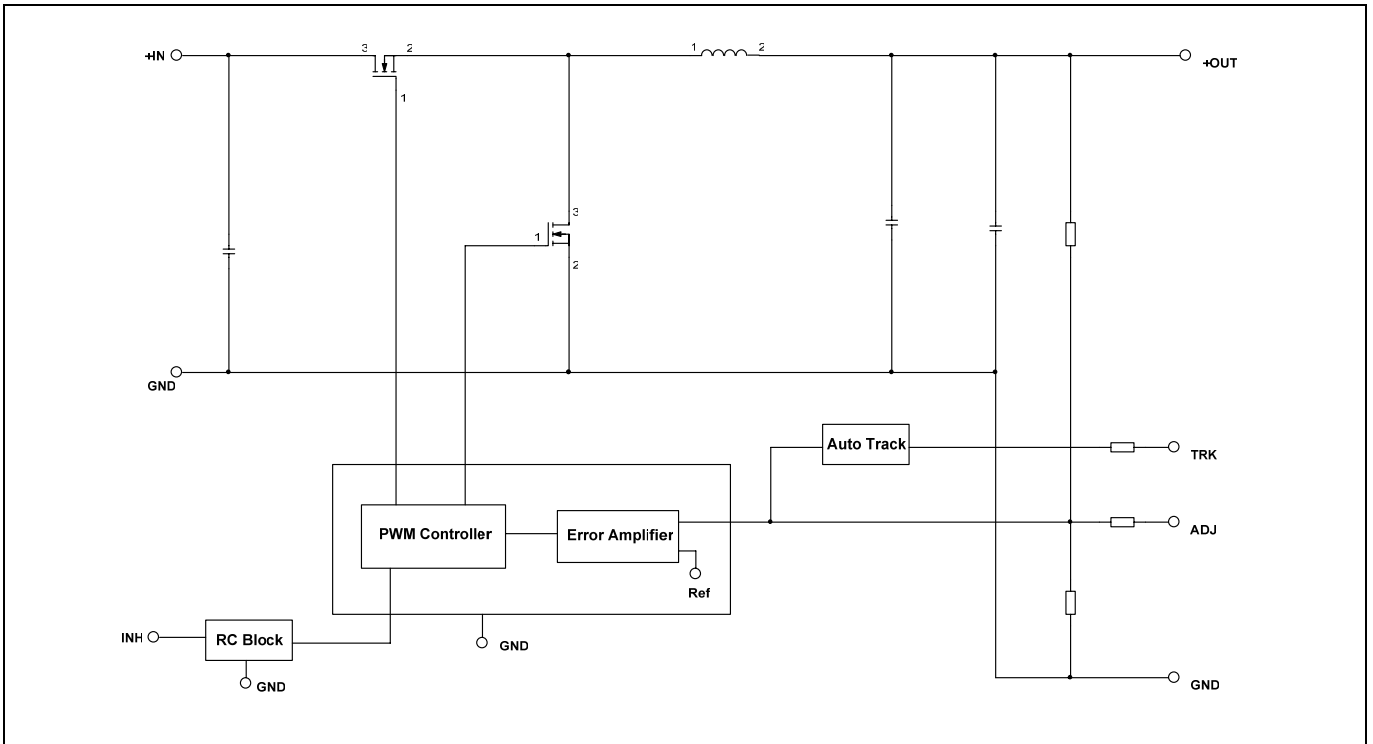 3 2 1 2
+IN +OUT
1
3
1
2
GND
Auto Track
TRK
PWM Controller Error Amplifier ADJ
Ref
INH RC Block GND
GND GND